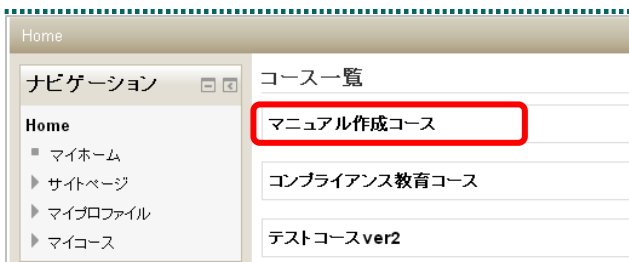 Home
ナビゲーション
Home
マイホーム
サイトページ
マイプロファイル
マイコース
コース一覧
マニュアル作成コース
コンプライアンス教育コース
テストコースver2